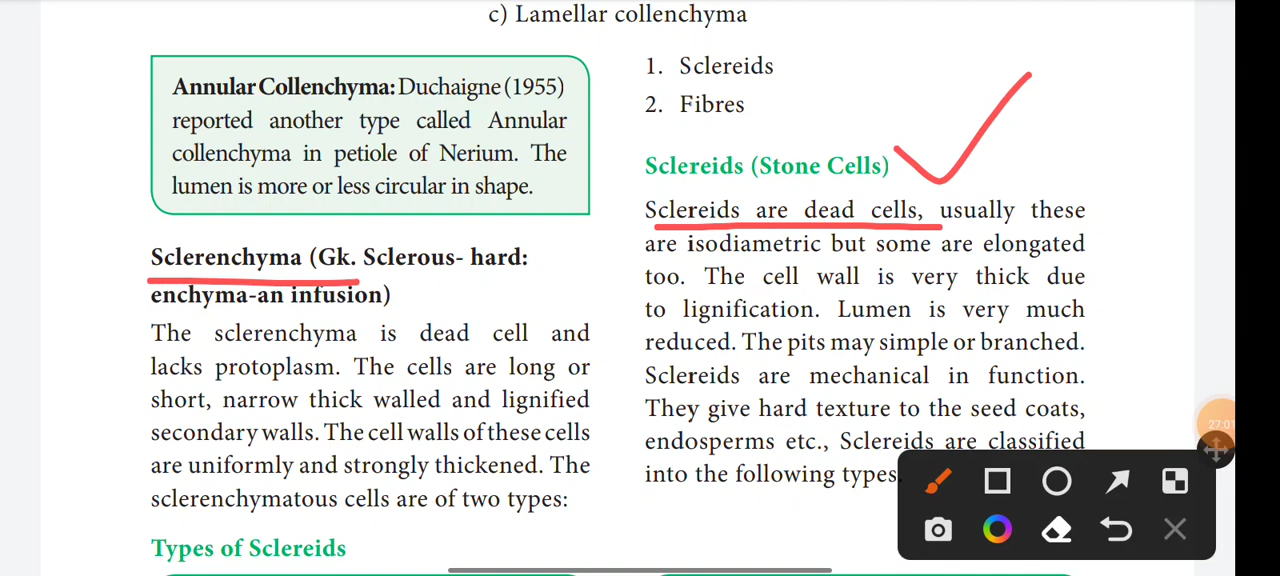 c) Lamellar collenchyma
Annular Collenchyma: Duchaigne (1955)
reported another type called Annular
collenchyma in petiole of Nerium. The
lumen is more or less circular in shape.
Sclerenchyma (Gk. Sclerous- hard:
enchyma-an infusion)
The sclerenchyma is dead cell and
lacks protoplasm. The cells are long or
short, narrow thick walled and lignified
secondary walls. The cell walls of these cells
are uniformly and strongly thickened. The
sclerenchymatous cells are of two types:
1. Sclereids
2. Fibres
Sclereids (Stone Cells)
Sclereids are dead cells, usually these
are isodiametric but some are elongated
too. The cell wall is very thick due
to lignification. Lumen is very much
reduced. The pits may simple or branched.
Sclereids are mechanical in function.
They give hard texture to the seed coats,
endosperms etc., Sclereids are classified
into the following types.
Types of Sclereids